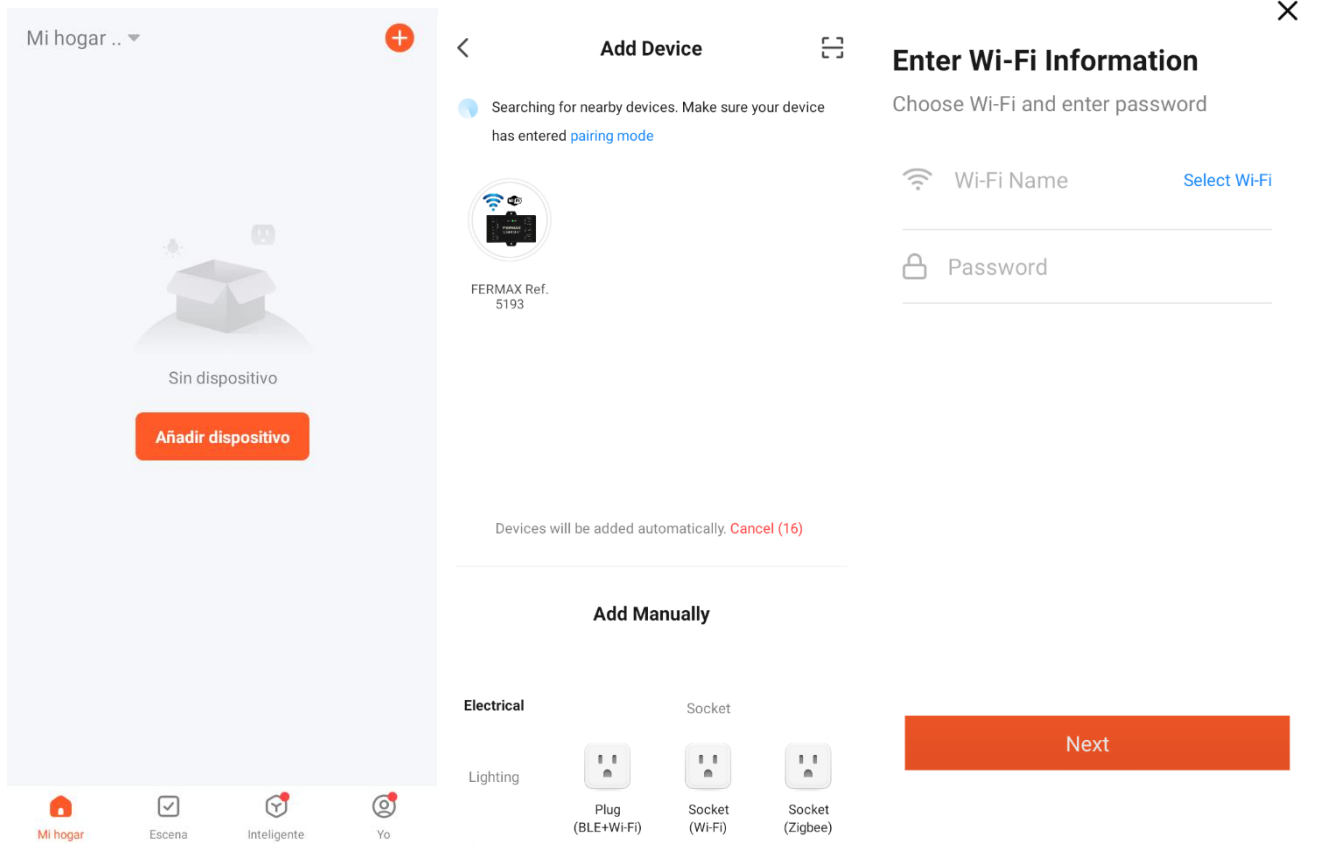 Mi hogar ..
Sin dispositivo
Añadir dispositivo
Mi hogar
Escena
Inteligente
Yo
Add Device
Searching for nearby devices. Make sure your device
has entered pairing mode
FERMAX
FERMAX Ref.
5193
Devices will be added automatically. Cancel (16)
Add Manually
Electrical
Socket
Lighting
Plug
(BLE+Wi-Fi)
Socket
(Wi-Fi)
Socket
(Zigbee)
Enter Wi-Fi Information
Choose Wi-Fi and enter password
Wi-Fi Name
Select Wi-Fi
Password
Next